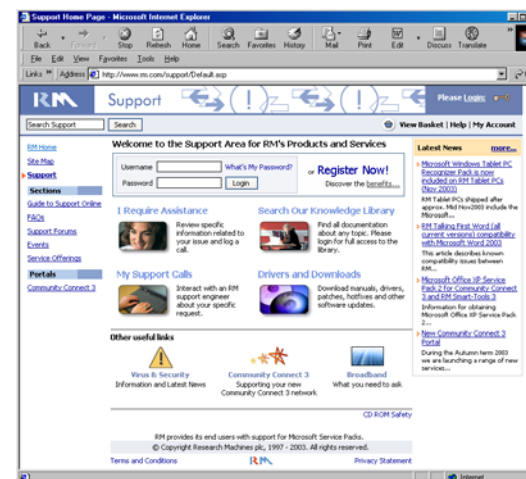 Support Home Page - Microsoft Internet Explorer
Back Forward Stop Refresh Home Search Favorites History Mail Print Edit Discuss Translate
File Edit View Favorites Tools Help
Links » Address http://www.rm.com/support/Default.asp
RM Support ( ! ) ( ! ) Please Login:
Search Support Search View Basket | Help | My Account
RM Home
Site Map
Support
Sections
Guide to Support Online
FAQs
Support Forums
Events
Service Offerings
Portals
Community Connect 3
Welcome to the Support Area for RM's Products and Services
Username What's My Password?
Password Login
or Register Now!
Discover the benefits...
I Require Assistance
Review specific
information related to
your issue and log a
call.
Search Our Knowledge Library
Find all documentation
about any topic. Please
login for full access to the
library.
My Support Calls
Interact with an RM
support engineer
about your specific
request.
Drivers and Downloads
Download manuals, drivers,
patches, hotfixes and other
software updates.
Other useful links
Virus & Security
Information and Latest News
Community Connect 3
Supporting your new
Community Connect 3 network
Broadband
What you need to ask
CD ROM Safety
RM provides its end users with support for Microsoft Service Packs.
© Copyright Research Machines plc, 1997 - 2003. All rights reserved.
Terms and Conditions RM Privacy Statement
Latest News more...
Microsoft Windows Tablet PC
Recognizer Pack is now
included on RM Tablet PCs
(Nov 2003)
RM Tablet PCs shipped after
approx. Mid Nov2003 include the
Microsoft...
RM Talking First Word (all
current versions) compatibility
with Microsoft Word 2003
This article describes known
compatibility issues between
RM...
Microsoft Office XP Service
Pack 2 for Community Connect
3 and RM Smart-Tools 3
Information for obtaining
Microsoft Office XP Service Pack
2...
New Community Connect 3
Portal
During the Autumn term 2003
we are launching a range of new
services...
Internet